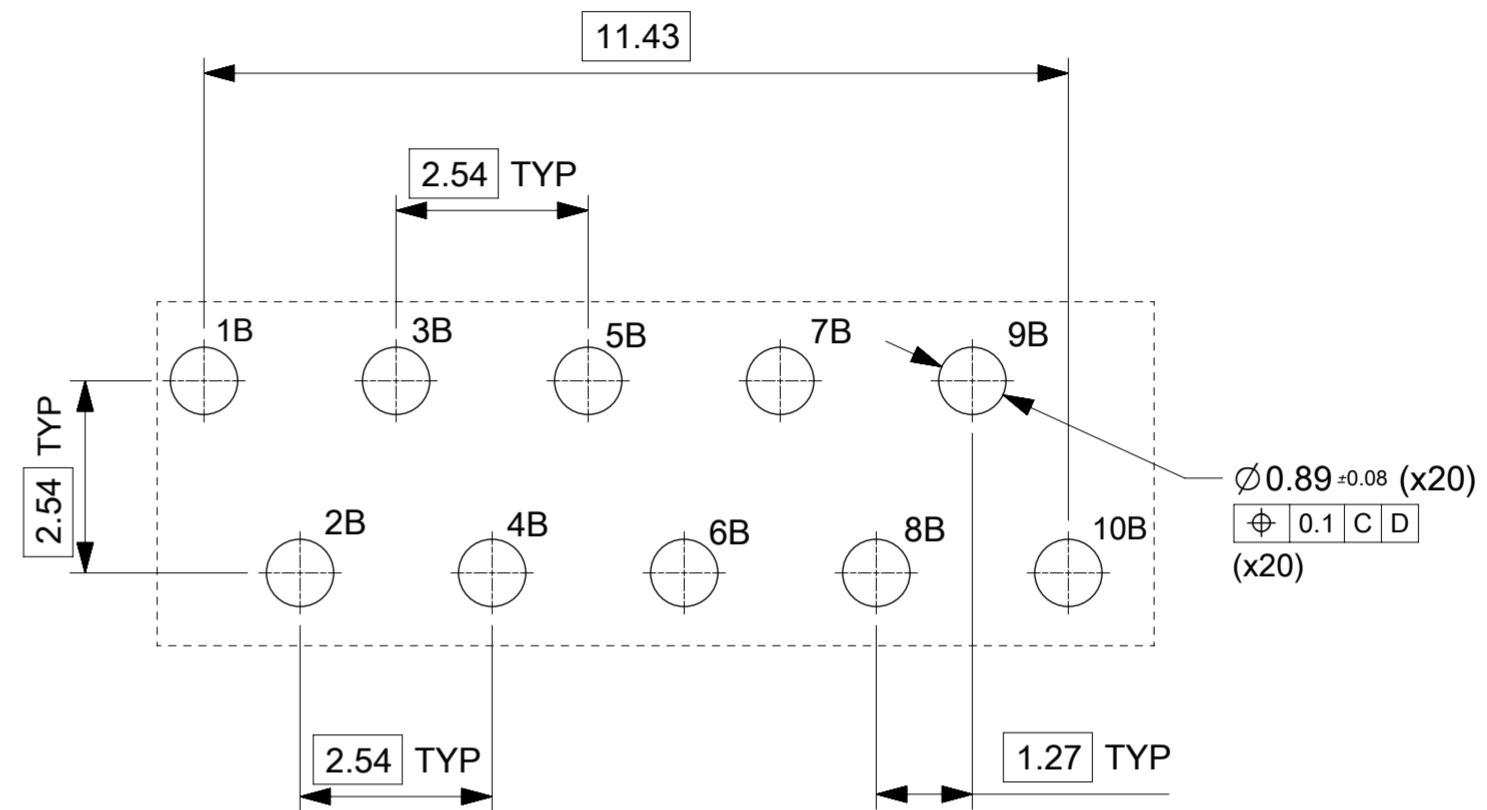 11.43
2.54 TYP
1B
3B
5B
7B
9B
2.54 TYP
Ø0.89 ±0.08 (x20)
⌖ 0.1 C D
(x20)
2B
4B
6B
8B
10B
2.54 TYP
1.27 TYP